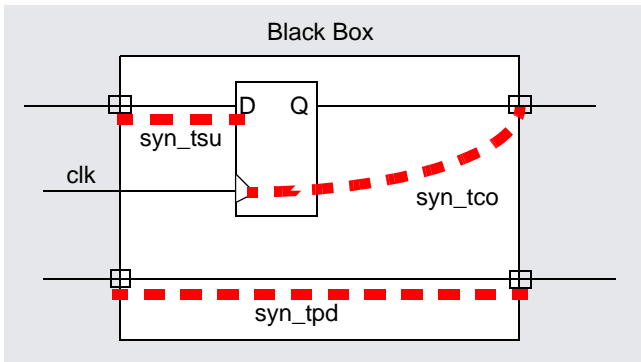 Black Box
D Q
syn_tsu
clk
syn_tco
syn_tpd